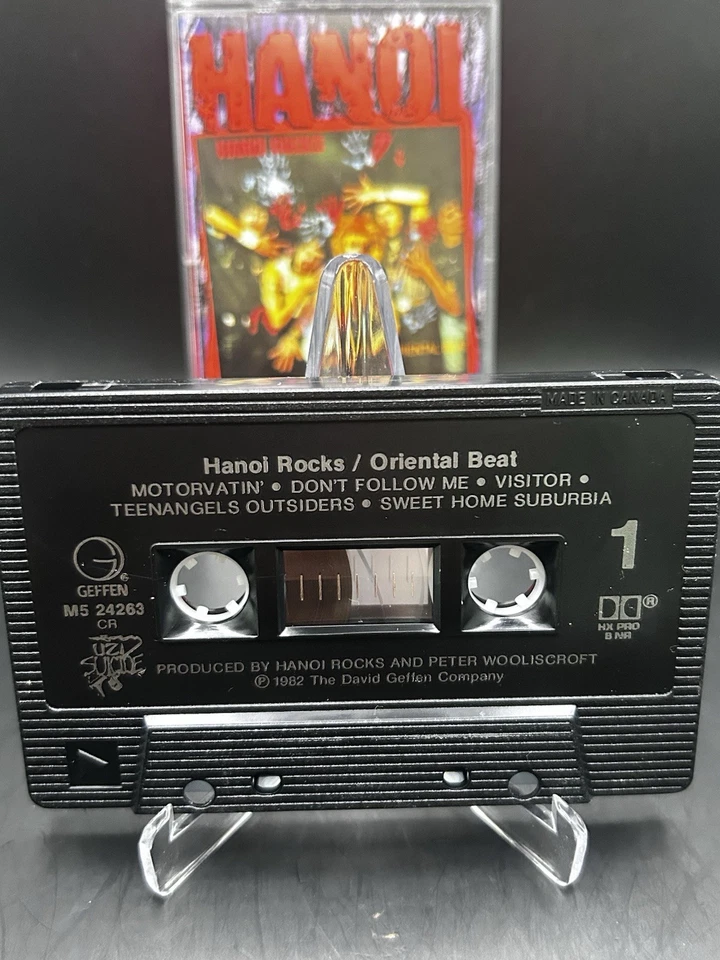 HANOI
MADE IN CANADA
Hanoi Rocks / Oriental Beat
MOTORVATIN' • DON'T FOLLOW ME • VISITOR •
TEENANGELS OUTSIDERS • SWEET HOME SUBURBIA
1
G
GEFFEN®
M5 24263
CR
®
HX PRO
B NR
UZI
SUICIDE
PRODUCED BY HANOI ROCKS AND PETER WOOLISCROFT
℗ 1982 The David Geffen Company